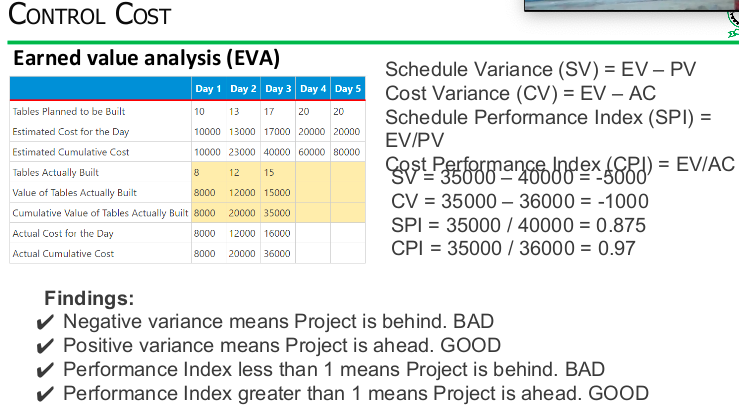 CONTROL COST
Earned value analysis (EVA)
Day 1 Day 2 Day 3 Day 4 Day 5
Tables Planned to be Built 10 13 17 20 20
Estimated Cost for the Day 10000 13000 17000 20000 20000
Estimated Cumulative Cost 10000 23000 40000 60000 80000
Tables Actually Built 8 12 15
Value of Tables Actually Built 8000 12000 15000
Cumulative Value of Tables Actually Built 8000 20000 35000
Actual Cost for the Day 8000 12000 16000
Actual Cumulative Cost 8000 20000 36000
Schedule Variance (SV) = EV – PV
Cost Variance (CV) = EV – AC
Schedule Performance Index (SPI) =
EV/PV
Cost Performance Index (CPI) = EV/AC
SV = 35000 – 40000 = -5000
CV = 35000 – 36000 = -1000
SPI = 35000 / 40000 = 0.875
CPI = 35000 / 36000 = 0.97
Findings:
✔ Negative variance means Project is behind. BAD
✔ Positive variance means Project is ahead. GOOD
✔ Performance Index less than 1 means Project is behind. BAD
✔ Performance Index greater than 1 means Project is ahead. GOOD